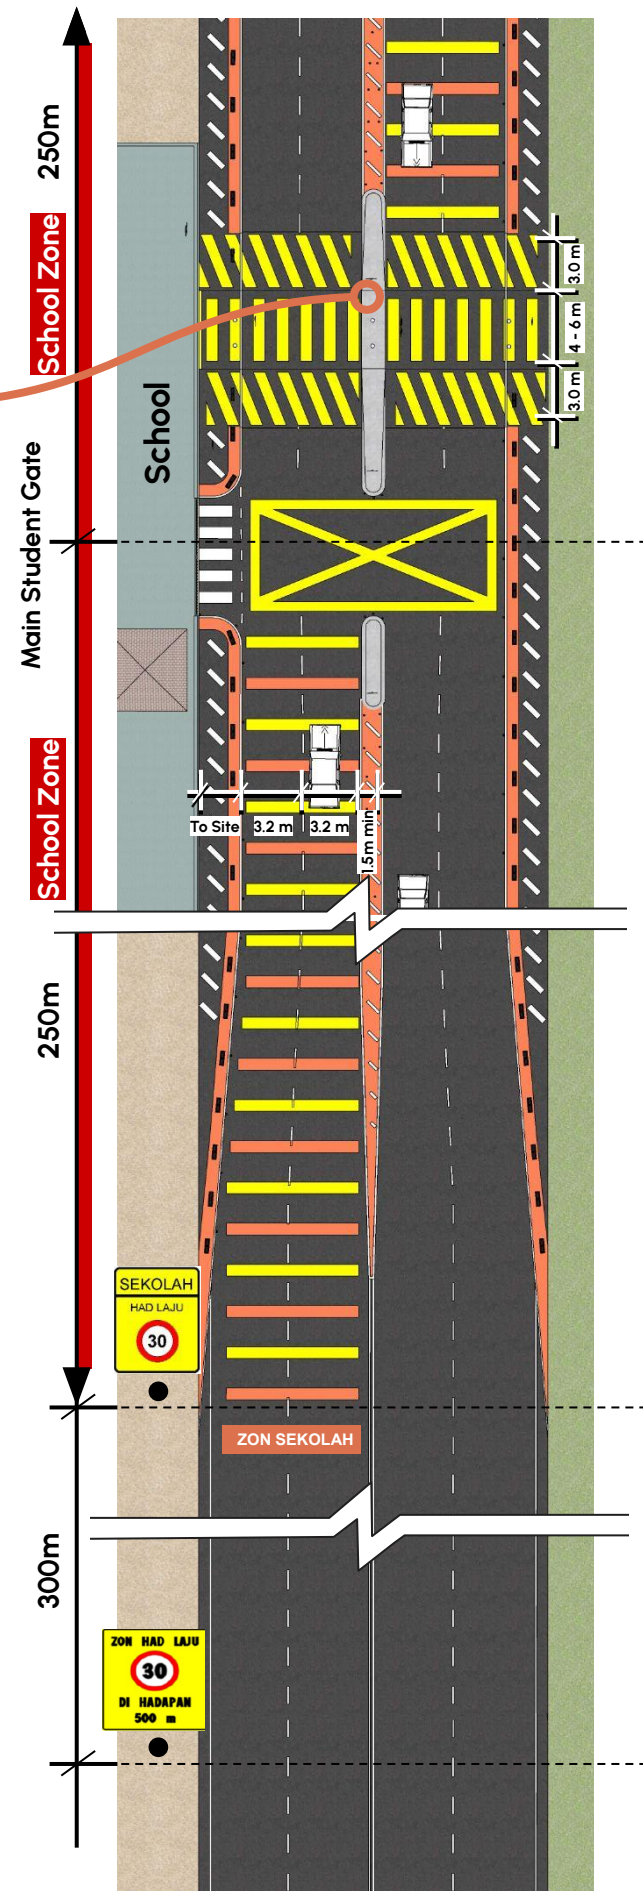 250m
School Zone
3.0 m
4 - 6 m
3.0 m
School
Main Student Gate
School Zone
To Site
3.2 m
3.2 m
1.5m min
250m
SEKOLAH
HAD LAJU
30
ZON SEKOLAH
300m
ZON HAD LAJU
30
DI HADAPAN
500 m